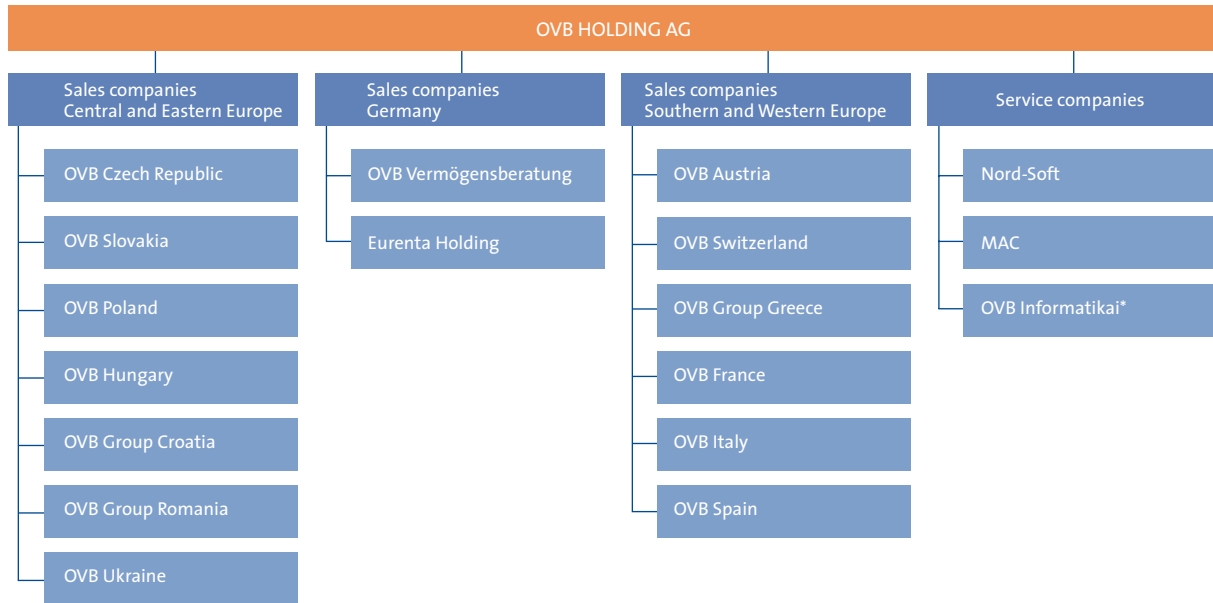 OVB HOLDING AG
Sales companies
Central and Eastern Europe
OVB Czech Republic
OVB Slovakia
OVB Poland
OVB Hungary
OVB Group Croatia
OVB Group Romania
OVB Ukraine
Sales companies
Germany
OVB Vermögensberatung
Eurenta Holding
Sales companies
Southern and Western Europe
OVB Austria
OVB Switzerland
OVB Group Greece
OVB France
OVB Italy
OVB Spain
Service companies
Nord-Soft
MAC
OVB Informatikai*